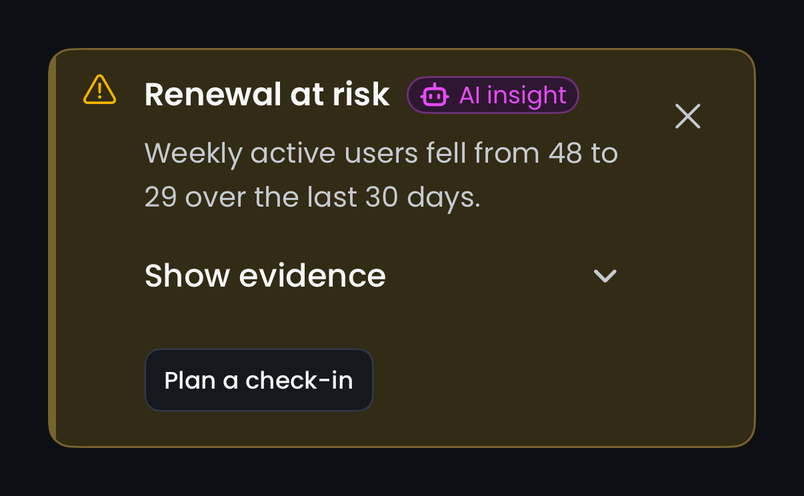 Renewal at risk
AI insight
Weekly active users fell from 48 to
29 over the last 30 days.
Show evidence
Plan a check-in